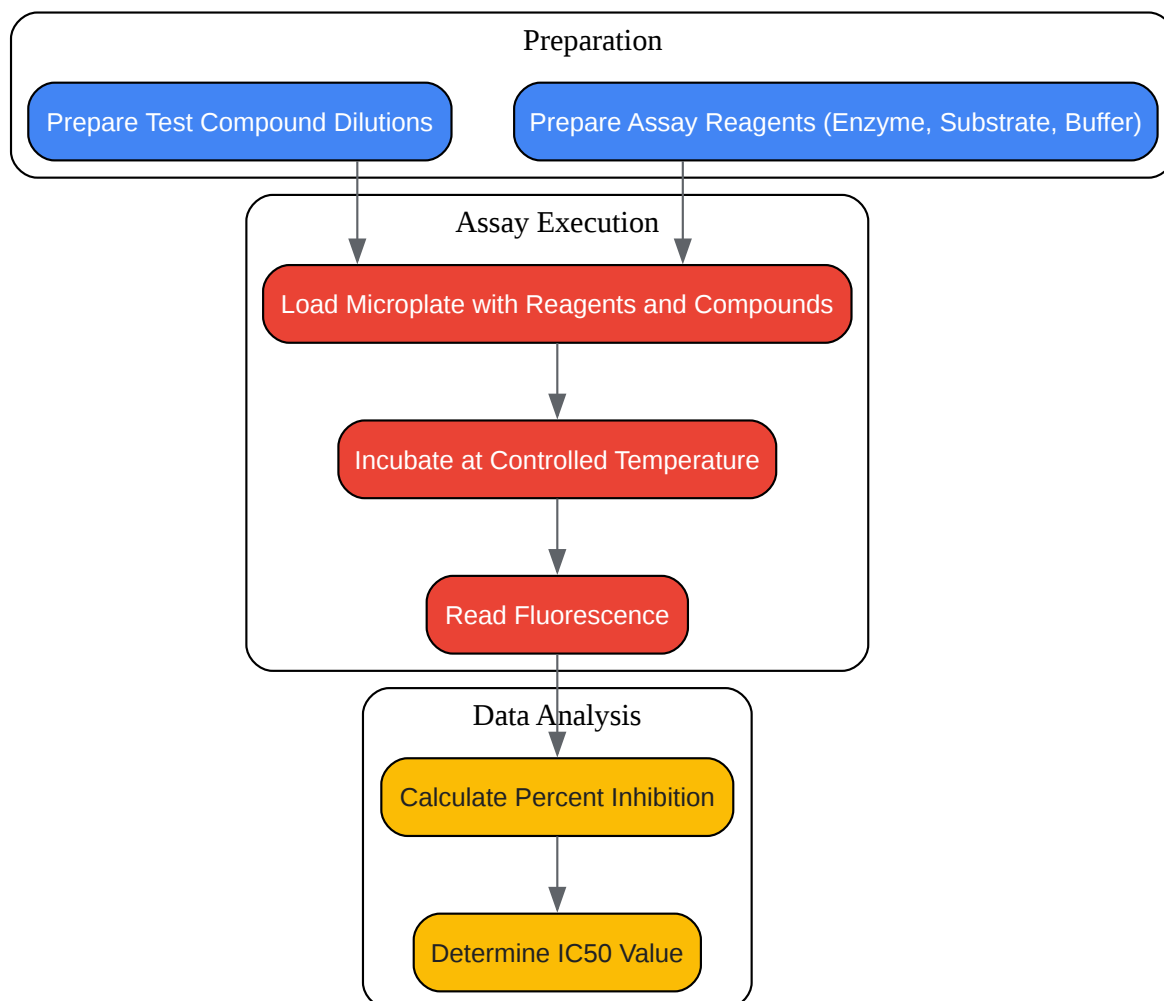 Preparation
Prepare Test Compound Dilutions
Prepare Assay Reagents (Enzyme, Substrate, Buffer)
Assay Execution
Load Microplate with Reagents and Compounds
Incubate at Controlled Temperature
Read Fluorescence
Data Analysis
Calculate Percent Inhibition
Determine IC50 Value